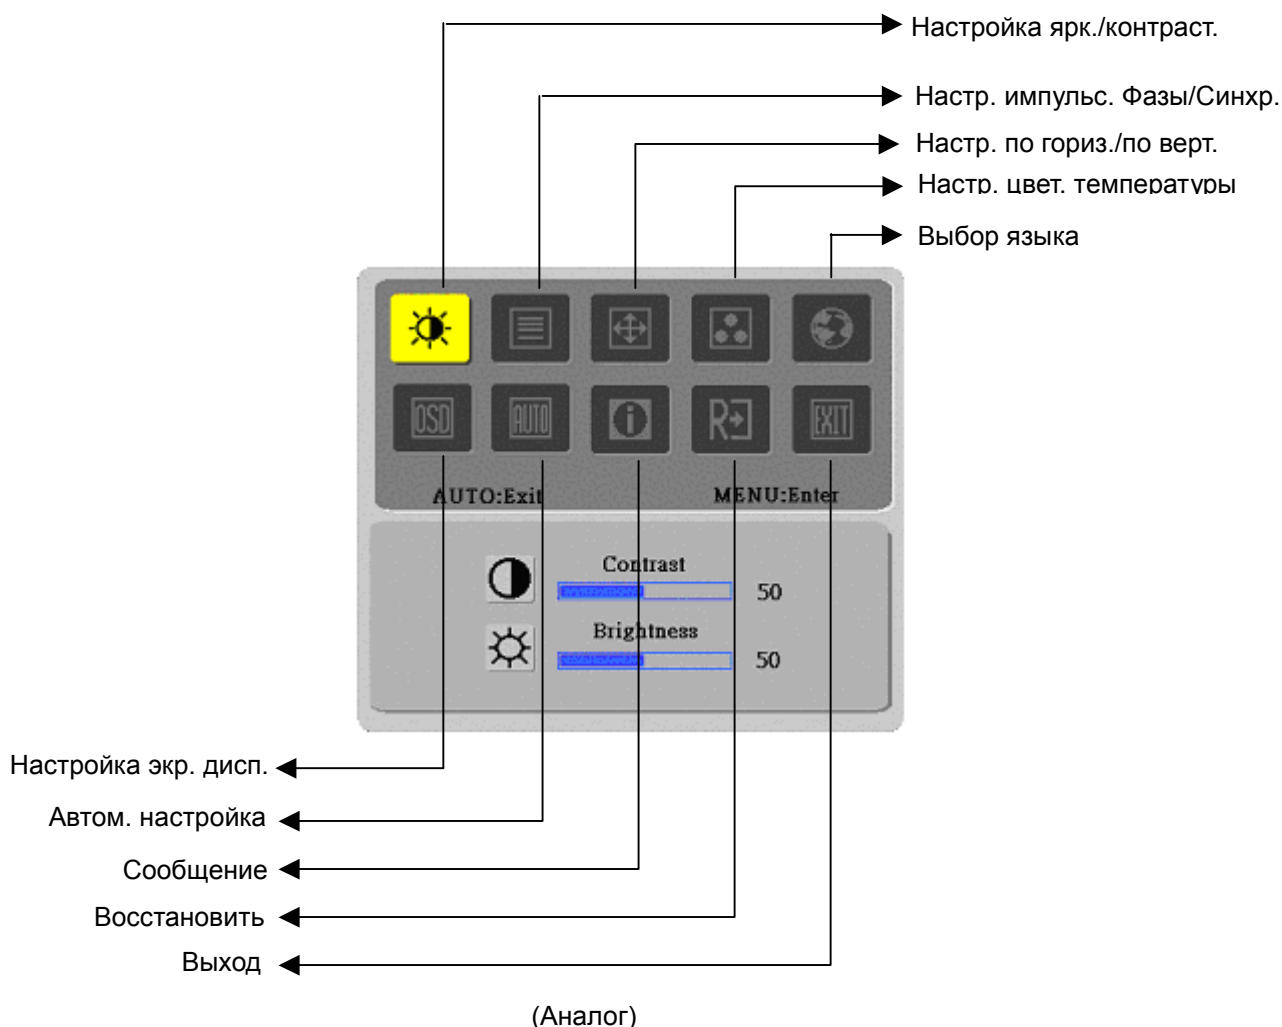 Настройка ярк./контраст.
Настр. импульс. Фазы/Синхр.
Настр. по гориз./по верт.
Настр. цвет. температуры
Выбор языка
OSD AUTO i R EXIT
AUTO:Exit MENU:Enter
Contrast
50
Brightness
50
Настройка экр. дисп.
Автом. настройка
Сообщение
Восстановить
Выход
(Аналог)